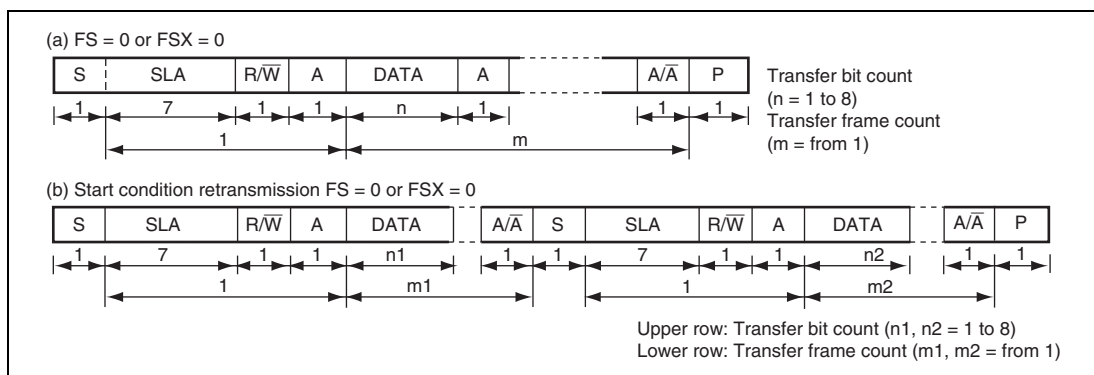 (a) FS = 0 or FSX = 0
S SLA R/W̅ A DATA A A/A̅ P
1 7 1 1 n 1 1 1
1 m
Transfer bit count
(n = 1 to 8)
Transfer frame count
(m = from 1)
(b) Start condition retransmission FS = 0 or FSX = 0
S SLA R/W̅ A DATA A/A̅ S SLA R/W̅ A DATA A/A̅ P
1 7 1 1 n1 1 1 7 1 1 n2 1 1
1 m1 1 m2
Upper row: Transfer bit count (n1, n2 = 1 to 8)
Lower row: Transfer frame count (m1, m2 = from 1)